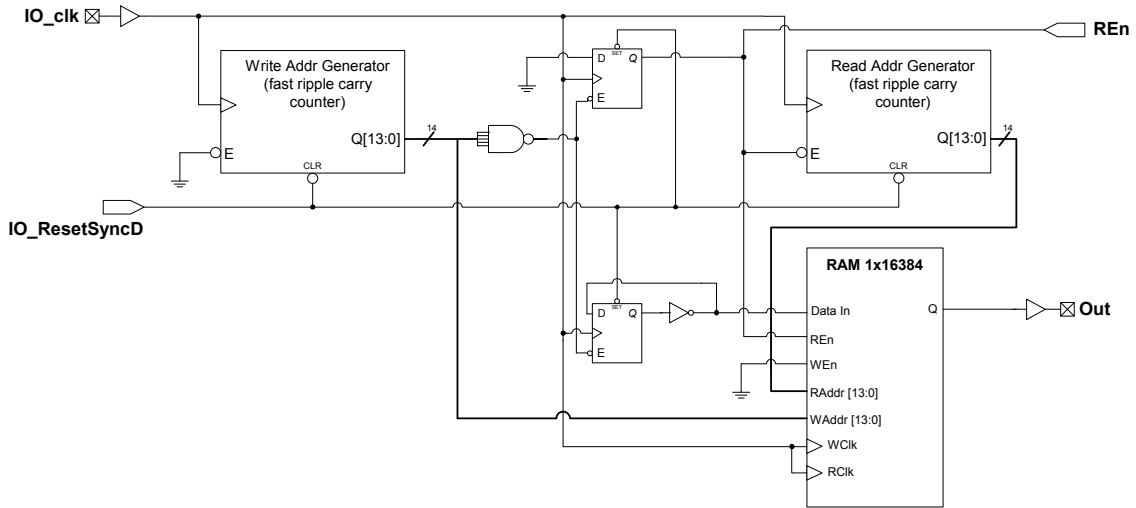 IO_clk
REn
Write Addr Generator
(fast ripple carry
counter)
Q[13:0]
14
E
CLR
SET
D
Q
E
Read Addr Generator
(fast ripple carry
counter)
Q[13:0]
14
E
CLR
IO_ResetSyncD
RAM 1x16384
SET
D
Q
E
Data In
Q
Out
REn
WEn
RAddr [13:0]
WAddr [13:0]
WClk
RClk